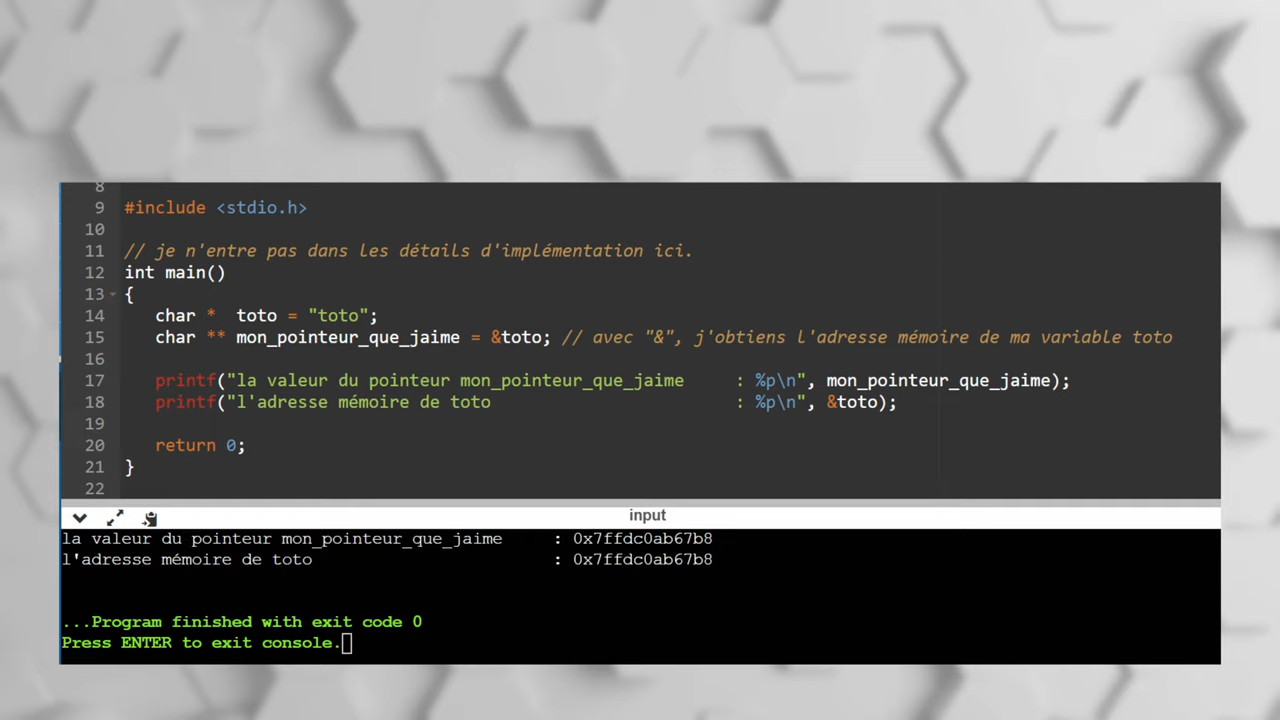 8
9 #include <stdio.h>
10
11 // je n'entre pas dans les détails d'implémentation ici.
12 int main()
13 {
14 char * toto = "toto";
15 char ** mon_pointeur_que_jaime = &toto; // avec "&", j'obtiens l'adresse mémoire de ma variable toto
16
17 printf("la valeur du pointeur mon_pointeur_que_jaime : %p\n", mon_pointeur_que_jaime);
18 printf("l'adresse mémoire de toto : %p\n", &toto);
19
20 return 0;
21 }
22
input
la valeur du pointeur mon_pointeur_que_jaime : 0x7ffdc0ab67b8
l'adresse mémoire de toto : 0x7ffdc0ab67b8
...Program finished with exit code 0
Press ENTER to exit console.